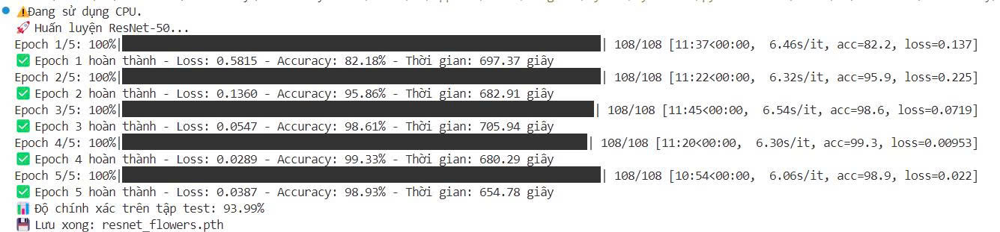 ⚠️Đang sử dụng CPU.
🚀 Huấn luyện ResNet-50...
Epoch 1/5: 100%|██████████| 108/108 [11:37<00:00,  6.46s/it, acc=82.2, loss=0.137]
✅ Epoch 1 hoàn thành - Loss: 0.5815 - Accuracy: 82.18% - Thời gian: 697.37 giây
Epoch 2/5: 100%|██████████| 108/108 [11:22<00:00,  6.32s/it, acc=95.9, loss=0.225]
✅ Epoch 2 hoàn thành - Loss: 0.1360 - Accuracy: 95.86% - Thời gian: 682.91 giây
Epoch 3/5: 100%|██████████| 108/108 [11:45<00:00,  6.54s/it, acc=98.6, loss=0.0719]
✅ Epoch 3 hoàn thành - Loss: 0.0547 - Accuracy: 98.61% - Thời gian: 705.94 giây
Epoch 4/5: 100%|██████████| 108/108 [11:20<00:00,  6.30s/it, acc=99.3, loss=0.00953]
✅ Epoch 4 hoàn thành - Loss: 0.0289 - Accuracy: 99.33% - Thời gian: 680.29 giây
Epoch 5/5: 100%|██████████| 108/108 [10:54<00:00,  6.06s/it, acc=98.9, loss=0.022]
✅ Epoch 5 hoàn thành - Loss: 0.0387 - Accuracy: 98.93% - Thời gian: 654.78 giây
📊 Độ chính xác trên tập test: 93.99%
💾 Lưu xong: resnet_flowers.pth